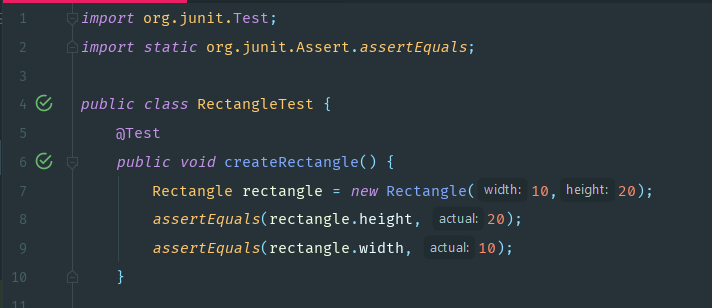 1 import org.junit.Test;
2 import static org.junit.Assert.assertEquals;
3
4 public class RectangleTest {
5 @Test
6 public void createRectangle() {
7 Rectangle rectangle = new Rectangle( width: 10, height: 20);
8 assertEquals(rectangle.height, actual: 20);
9 assertEquals(rectangle.width, actual: 10);
10 }
11